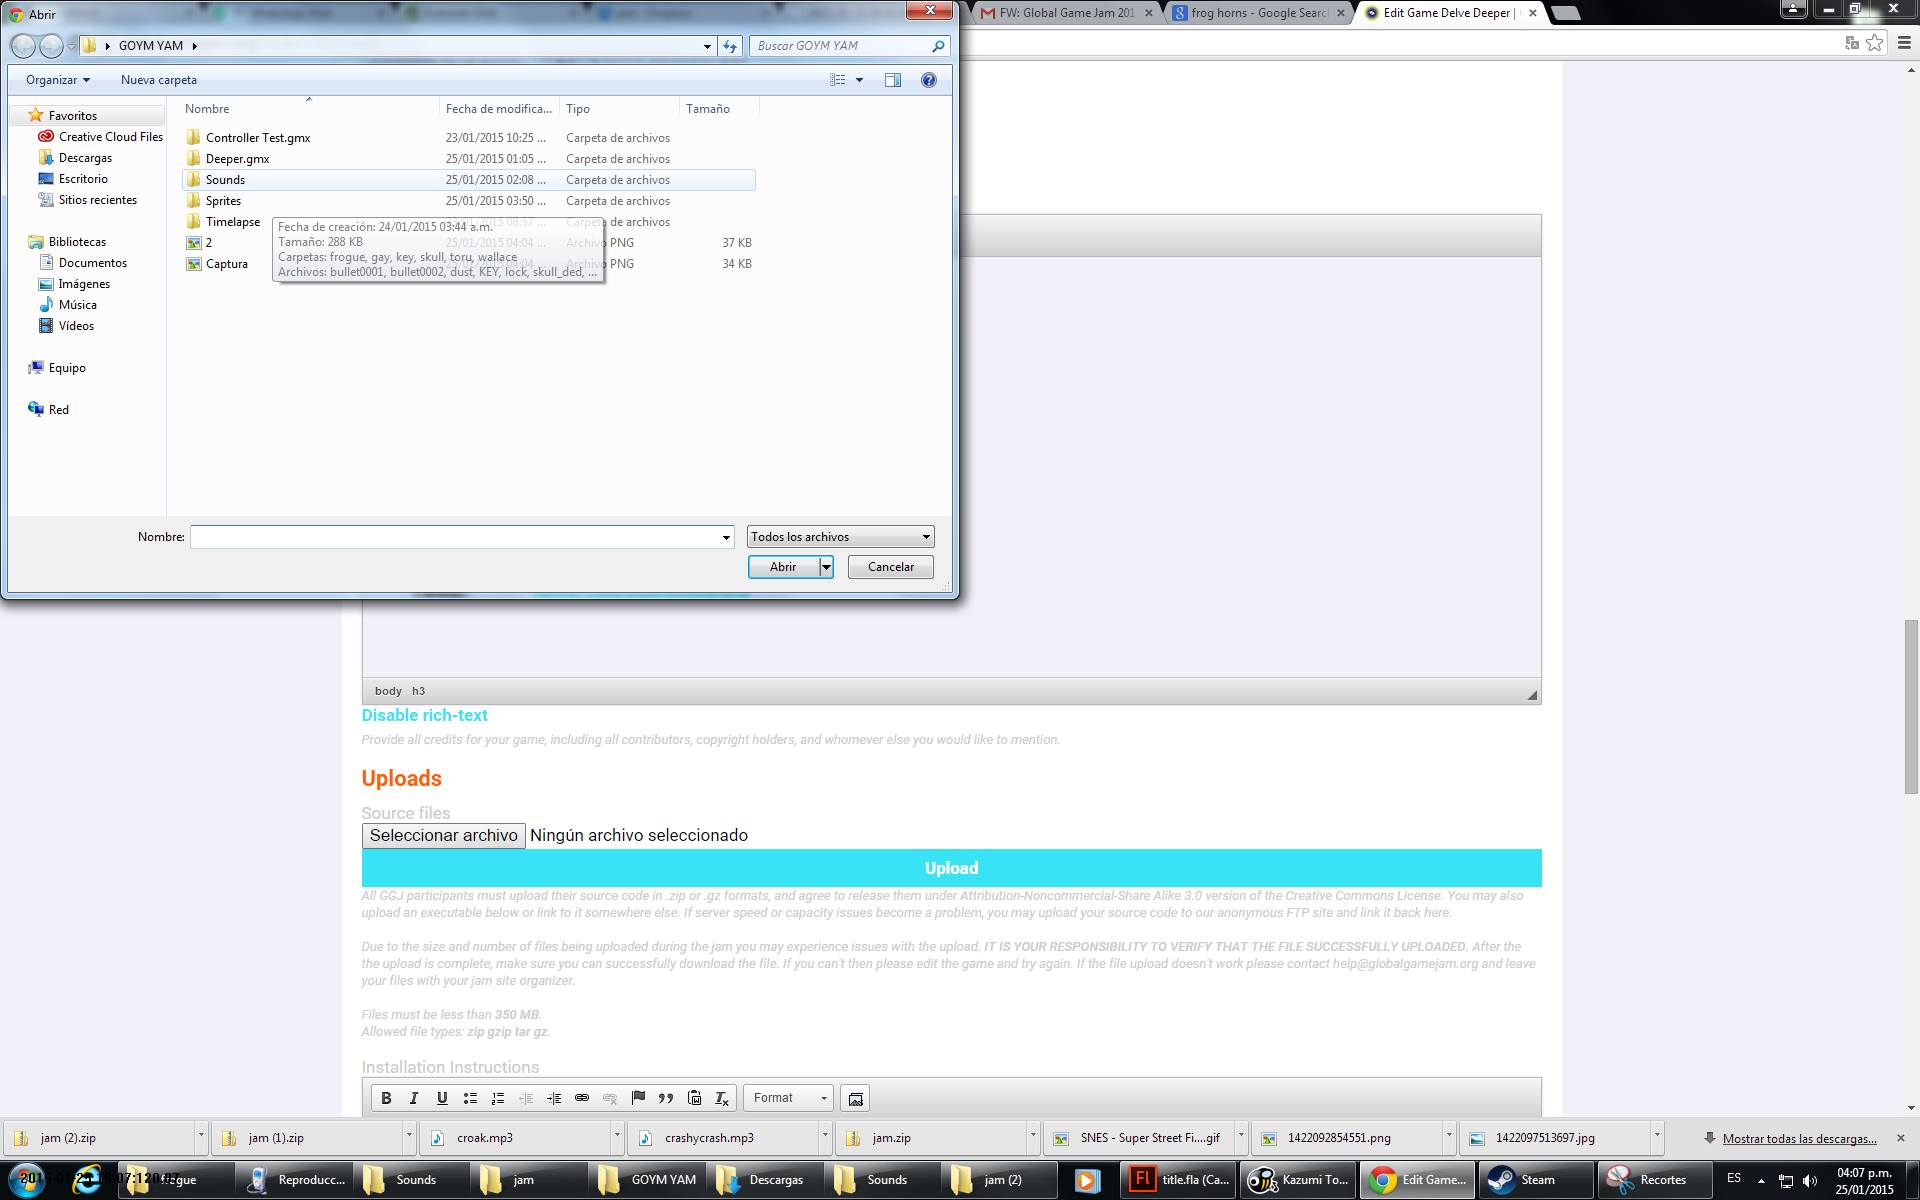 Abrir
FW: Global Game Jam 201
frog horns - Google Searc
Edit Game Delve Deeper |
GOYM YAM
Buscar GOYM YAM
Organizar
Nueva carpeta
Nombre
Fecha de modifica...
Tipo
Tamaño
Favoritos
Creative Cloud Files
Descargas
Escritorio
Sitios recientes
Bibliotecas
Documentos
Imágenes
Música
Vídeos
Equipo
Red
Controller Test.gmx 23/01/2015 10:25 ... Carpeta de archivos
Deeper.gmx 25/01/2015 01:05 ... Carpeta de archivos
Sounds 25/01/2015 02:08 ... Carpeta de archivos
Sprites 25/01/2015 03:50 ... Carpeta de archivos
Timelapse 08:57 ... Carpeta de archivos
2 25/01/2015 04:04 ... Archivo PNG 37 KB
Captura Archivo PNG 34 KB
Fecha de creación: 24/01/2015 03:44 a.m.
Tamaño: 288 KB
Carpetas: frogue, gay, key, skull, toru, wallace
Archivos: bullet0001, bullet0002, dust, KEY, lock, skull_ded, ...
Nombre:
Todos los archivos
Abrir
Cancelar
body h3
Disable rich-text
Provide all credits for your game, including all contributors, copyright holders, and whomever else you would like to mention.
Uploads
Source files
Seleccionar archivo Ningún archivo seleccionado
Upload
All GGJ participants must upload their source code in .zip or .gz formats, and agree to release them under Attribution-Noncommercial-Share Alike 3.0 version of the Creative Commons License. You may also
upload an executable below or link to it somewhere else. If server speed or capacity issues become a problem, you may upload your source code to our anonymous FTP site and link it back here.
Due to the size and number of files being uploaded during the jam you may experience issues with the upload. IT IS YOUR RESPONSIBILITY TO VERIFY THAT THE FILE SUCCESSFULLY UPLOADED. After the
the upload is complete, make sure you can successfully download the file. If you can't then please edit the game and try again. If the file upload doesn't work please contact help@globalgamejam.org and leave
your files with your jam site organizer.
Files must be less than 350 MB.
Allowed file types: zip gzip tar gz.
Installation Instructions
B I U Format
jam (2).zip
jam (1).zip
croak.mp3
crashycrash.mp3
jam.zip
SNES - Super Street Fi....gif
1422092854551.png
1422097513697.jpg
Mostrar todas las descargas...
Reproducc...
Sounds
jam
GOYM YAM
Descargas
Sounds
jam (2)
title.fla (Ca...
Kazumi To...
Edit Game...
Steam
Recortes
ES
04:07 p.m.
25/01/2015